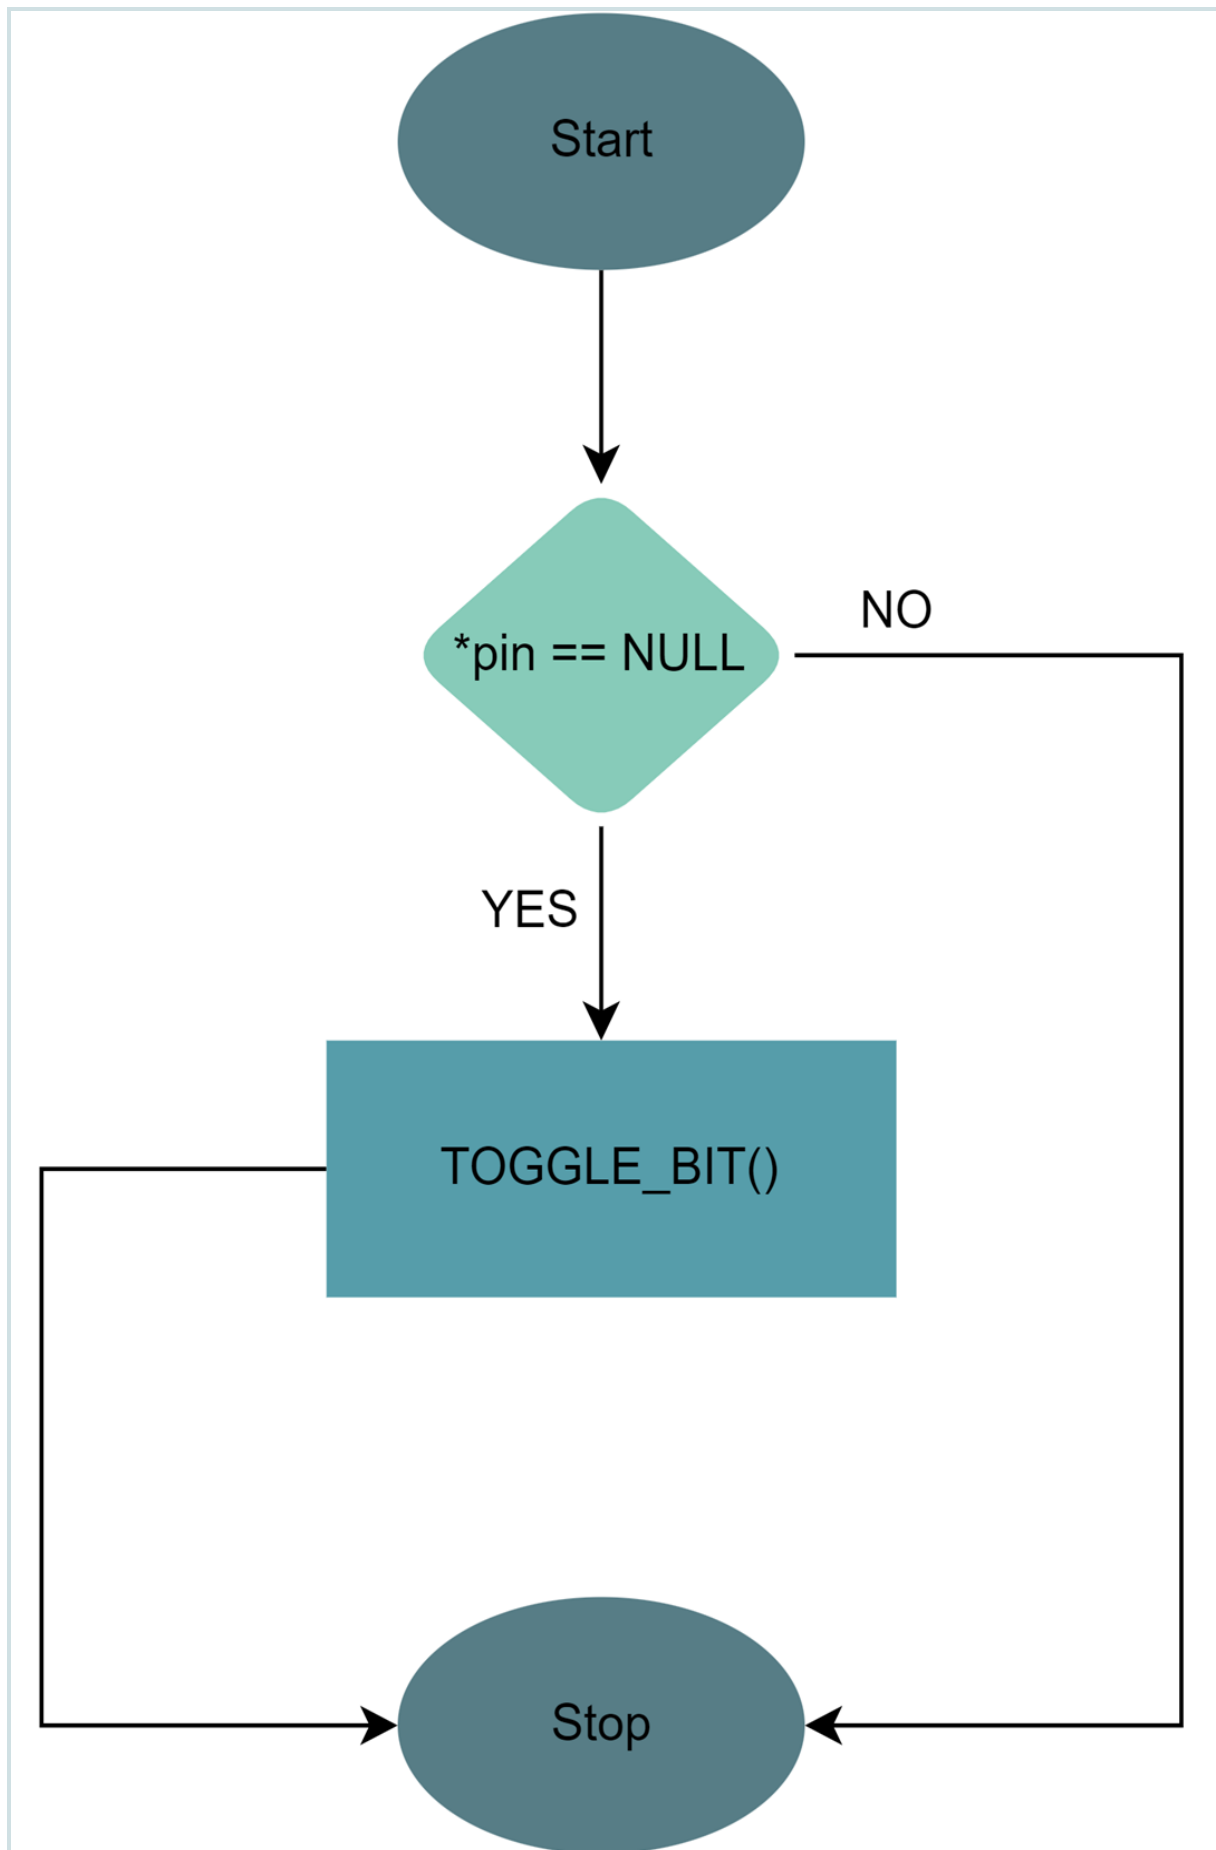 Start
*pin == NULL
NO
YES
TOGGLE_BIT()
Stop